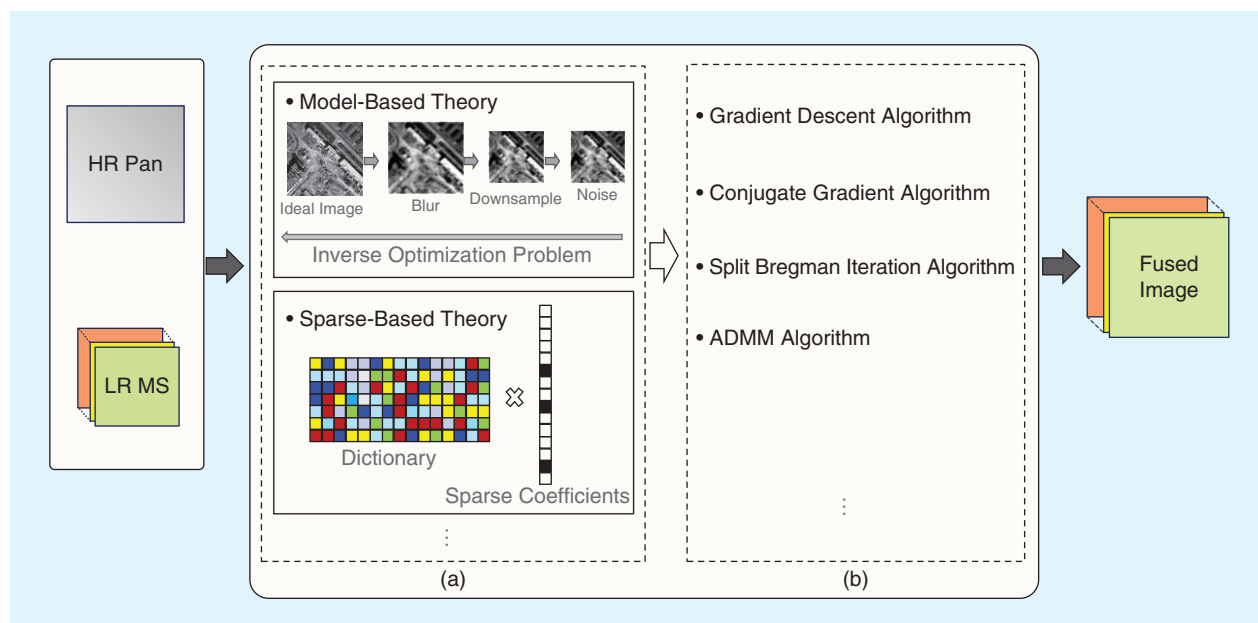 HR Pan
LR MS
• Model-Based Theory
Ideal Image
Blur
Downsample
Noise
Inverse Optimization Problem
• Sparse-Based Theory
Dictionary
Sparse Coefficients
⋮
(a)
• Gradient Descent Algorithm
• Conjugate Gradient Algorithm
• Split Bregman Iteration Algorithm
• ADMM Algorithm
⋮
(b)
Fused
Image